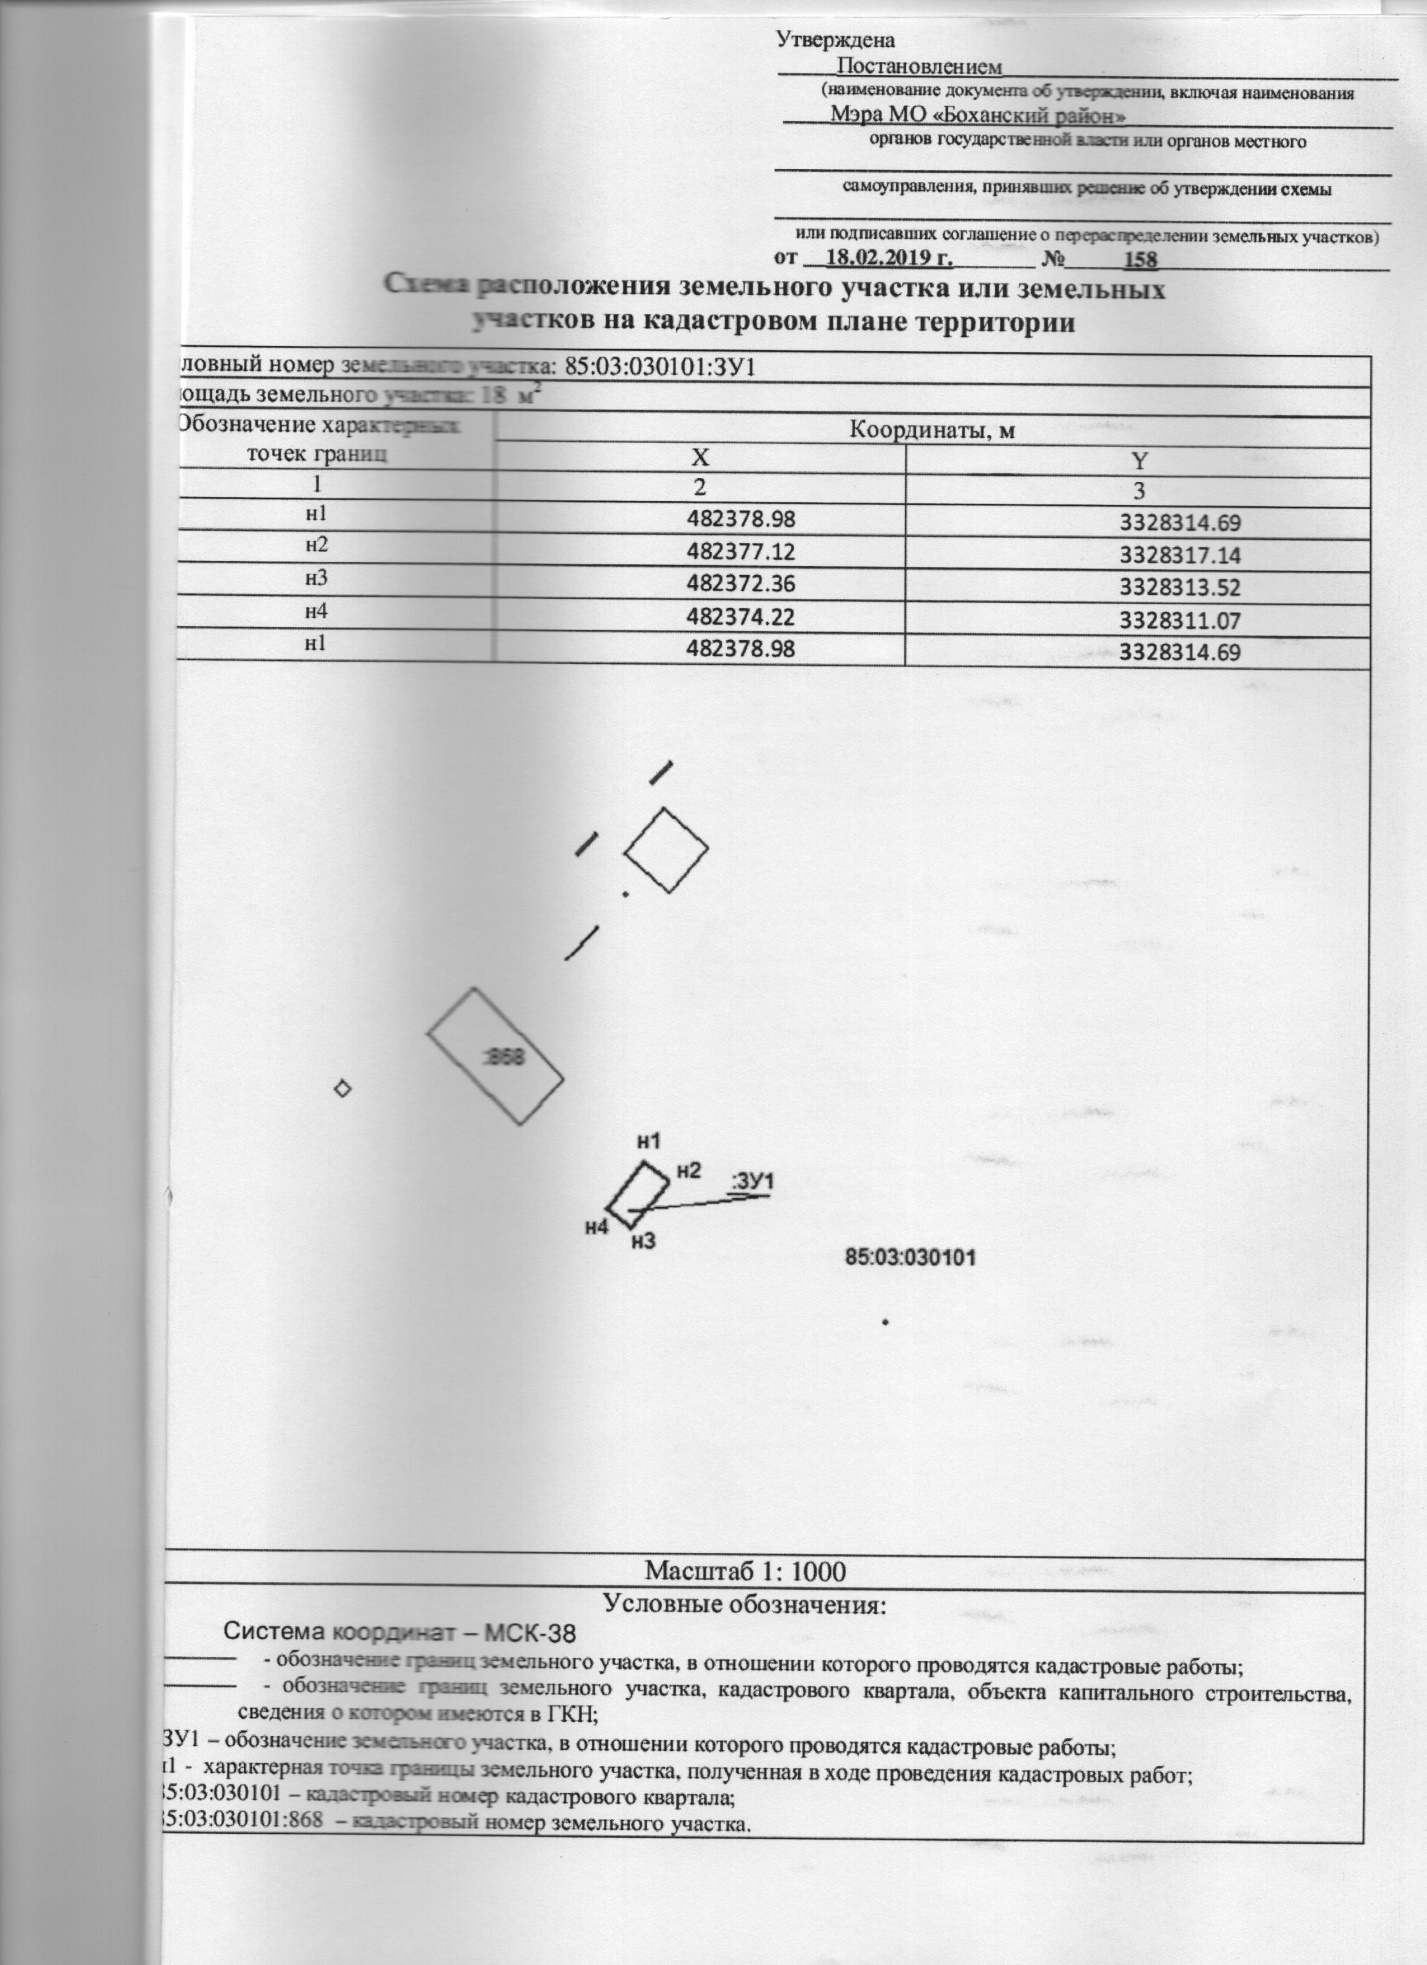 Утверждена
Постановлением
(наименование документа об утверждении, включая наименования
Мэра МО «Боханский район»
органов государственной власти или органов местного
самоуправления, принявших решение об утверждении схемы
или подписавших соглашение о перераспределении земельных участков)
от 18.02.2019 г. № 158
Схема расположения земельного участка или земельных
участков на кадастровом плане территории
ловный номер земельного участка: 85:03:030101:ЗУ1
ощадь земельного участка: 18 м²
Обозначение характерных точек границ
Координаты, м
X Y
1 2 3
н1 482378.98 3328314.69
н2 482377.12 3328317.14
н3 482372.36 3328313.52
н4 482374.22 3328311.07
н1 482378.98 3328314.69
:868
н1
н2
:ЗУ1
н4
н3
85:03:030101
Масштаб 1: 1000
Условные обозначения:
Система координат – МСК-38
- обозначение границ земельного участка, в отношении которого проводятся кадастровые работы;
- обозначение границ земельного участка, кадастрового квартала, объекта капитального строительства,
сведения о котором имеются в ГКН;
ЗУ1 – обозначение земельного участка, в отношении которого проводятся кадастровые работы;
н1 - характерная точка границы земельного участка, полученная в ходе проведения кадастровых работ;
85:03:030101 – кадастровый номер кадастрового квартала;
85:03:030101:868 – кадастровый номер земельного участка.